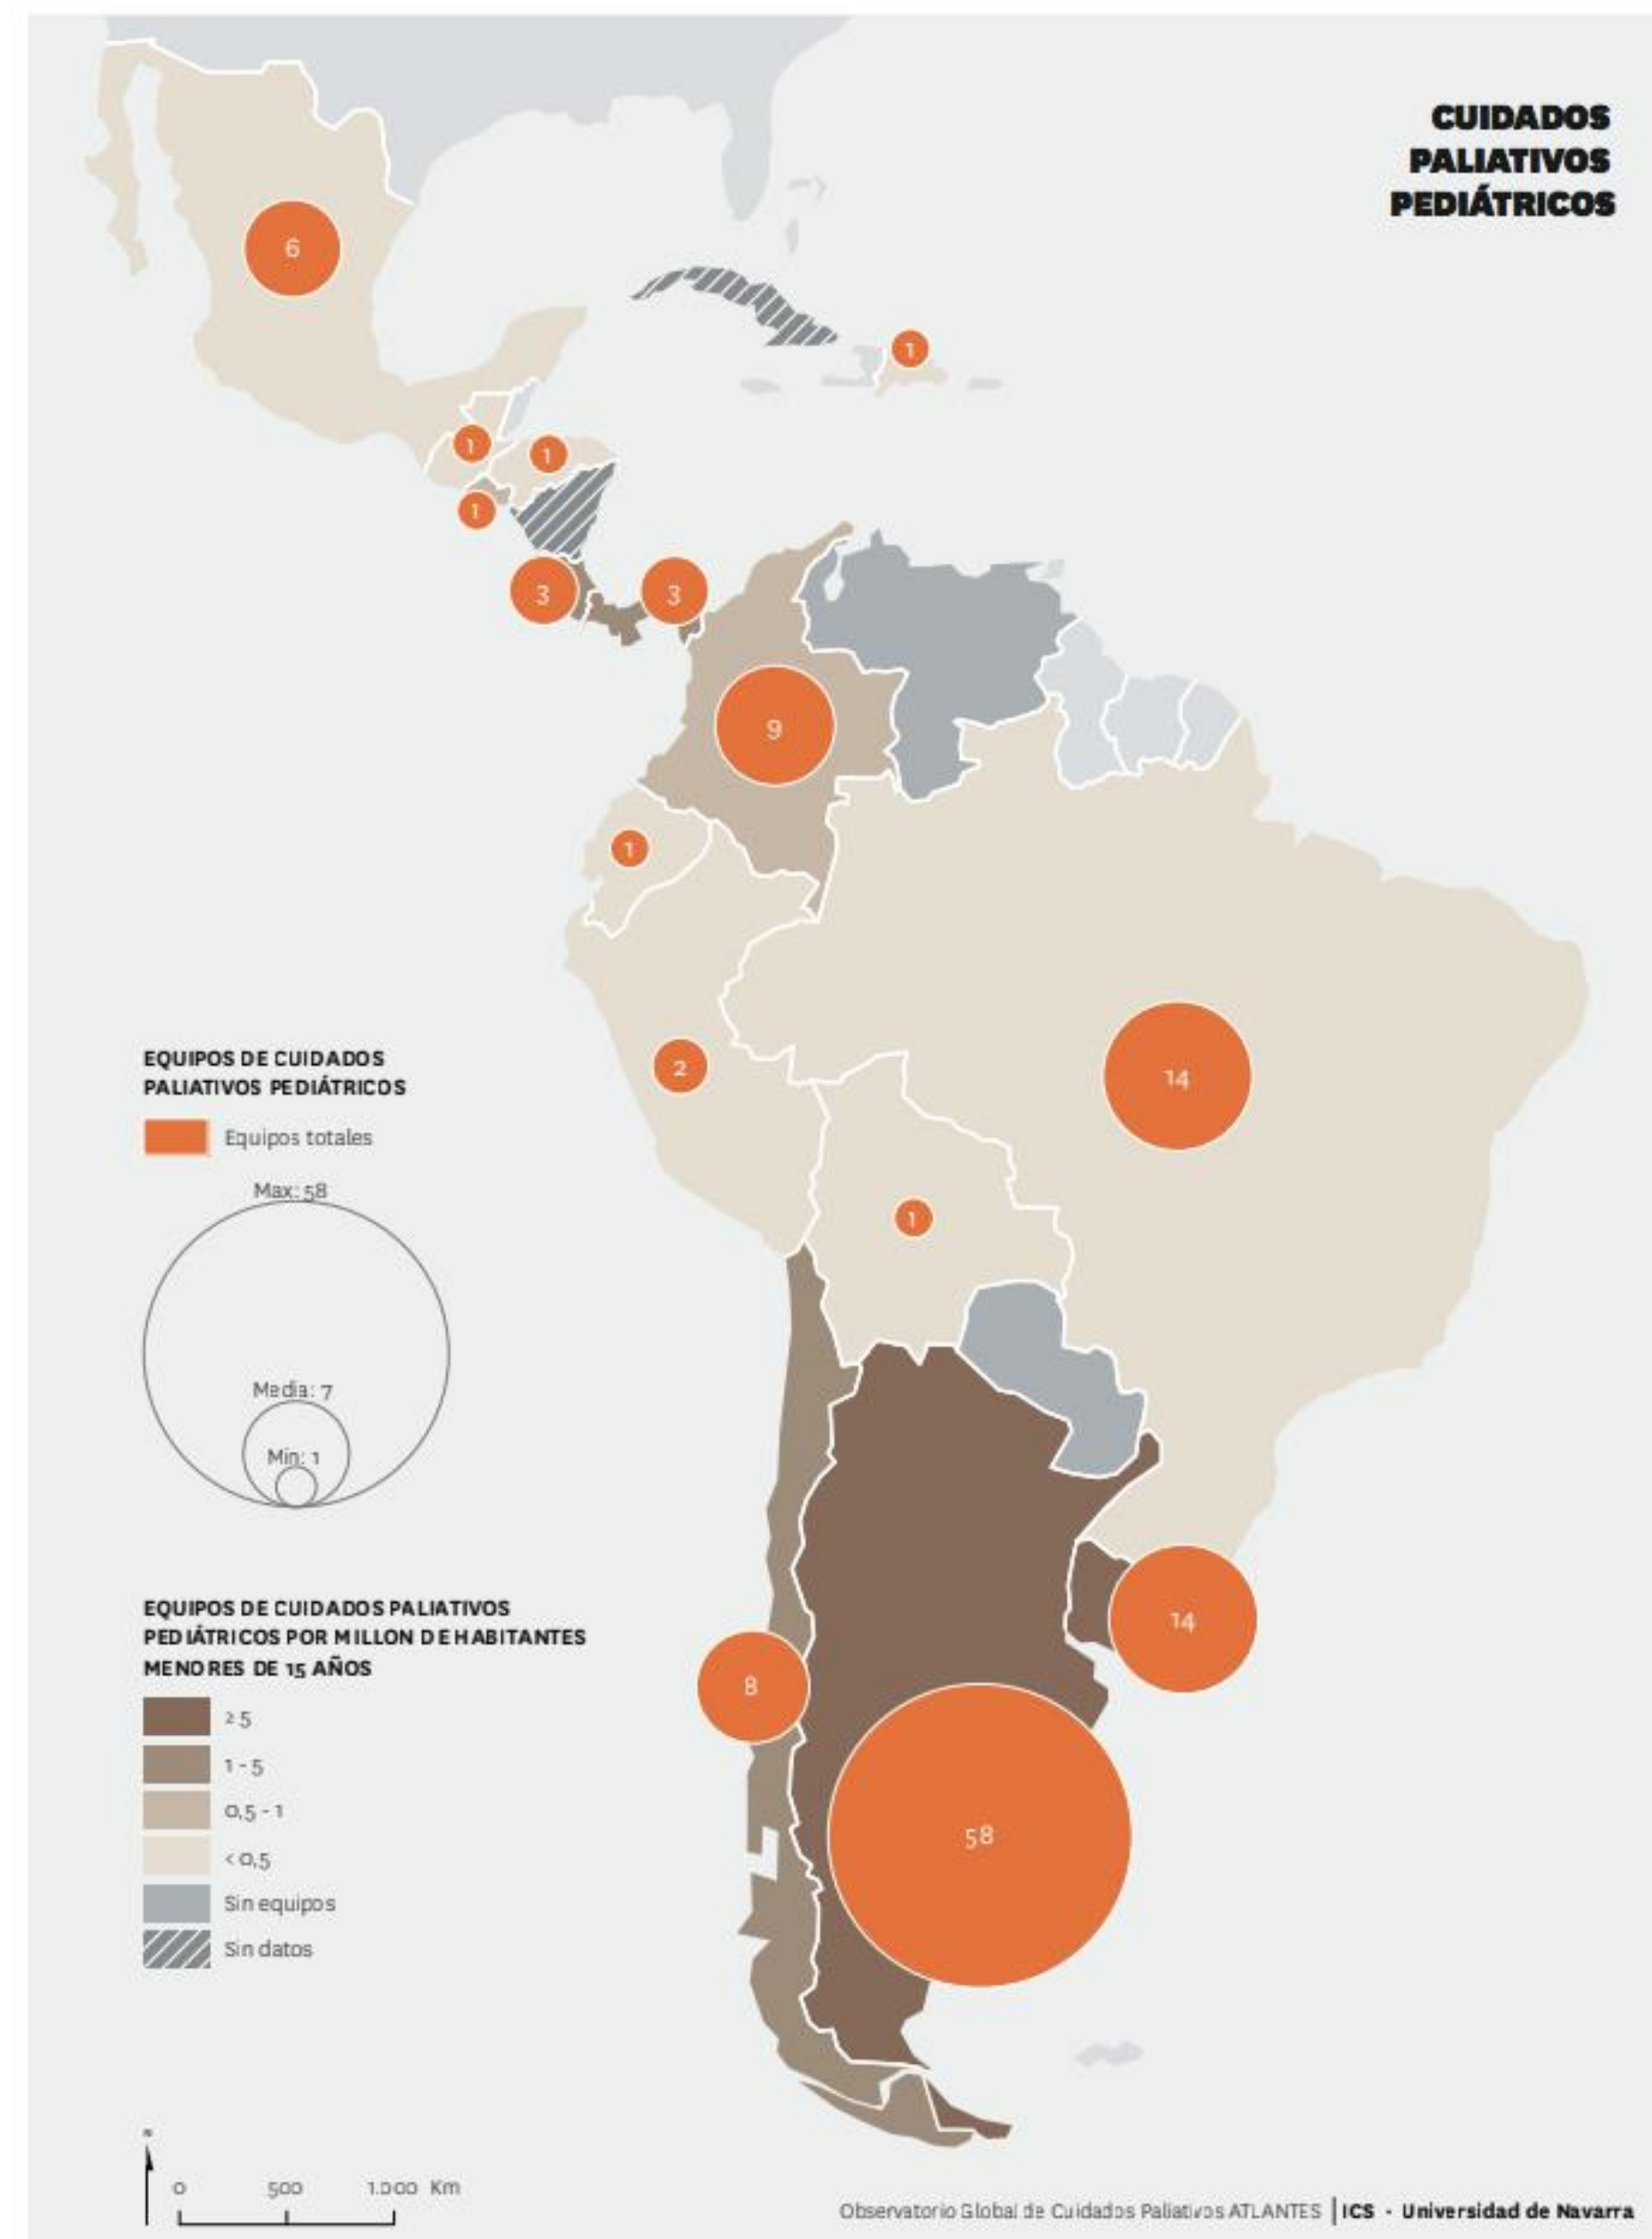 CUIDADOS
PALIATIVOS
PEDIÁTRICOS
6
1
1
1
1
3
3
9
1
14
2
1
14
8
58
EQUIPOS DE CUIDADOS
PALIATIVOS PEDIÁTRICOS
Equipos totales
Max: 58
Media: 7
Min: 1
EQUIPOS DE CUIDADOS PALIATIVOS
PEDIÁTRICOS POR MILLON DE HABITANTES
MENORES DE 15 AÑOS
≥ 5
1 - 5
0,5 - 1
< 0,5
Sin equipos
Sin datos
N
0 500 1.000 Km
Observatorio Global de Cuidados Paliativos ATLANTES | ICS - Universidad de Navarra